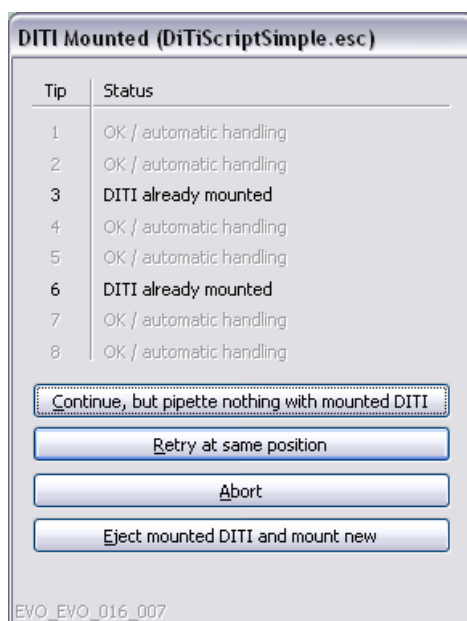 DITI Mounted (DiTiScriptSimple.esc)
Tip Status
1 OK / automatic handling
2 OK / automatic handling
3 DITI already mounted
4 OK / automatic handling
5 OK / automatic handling
6 DITI already mounted
7 OK / automatic handling
8 OK / automatic handling
Continue, but pipette nothing with mounted DITI
Retry at same position
Abort
Eject mounted DITI and mount new
EVO_EVO_016_007